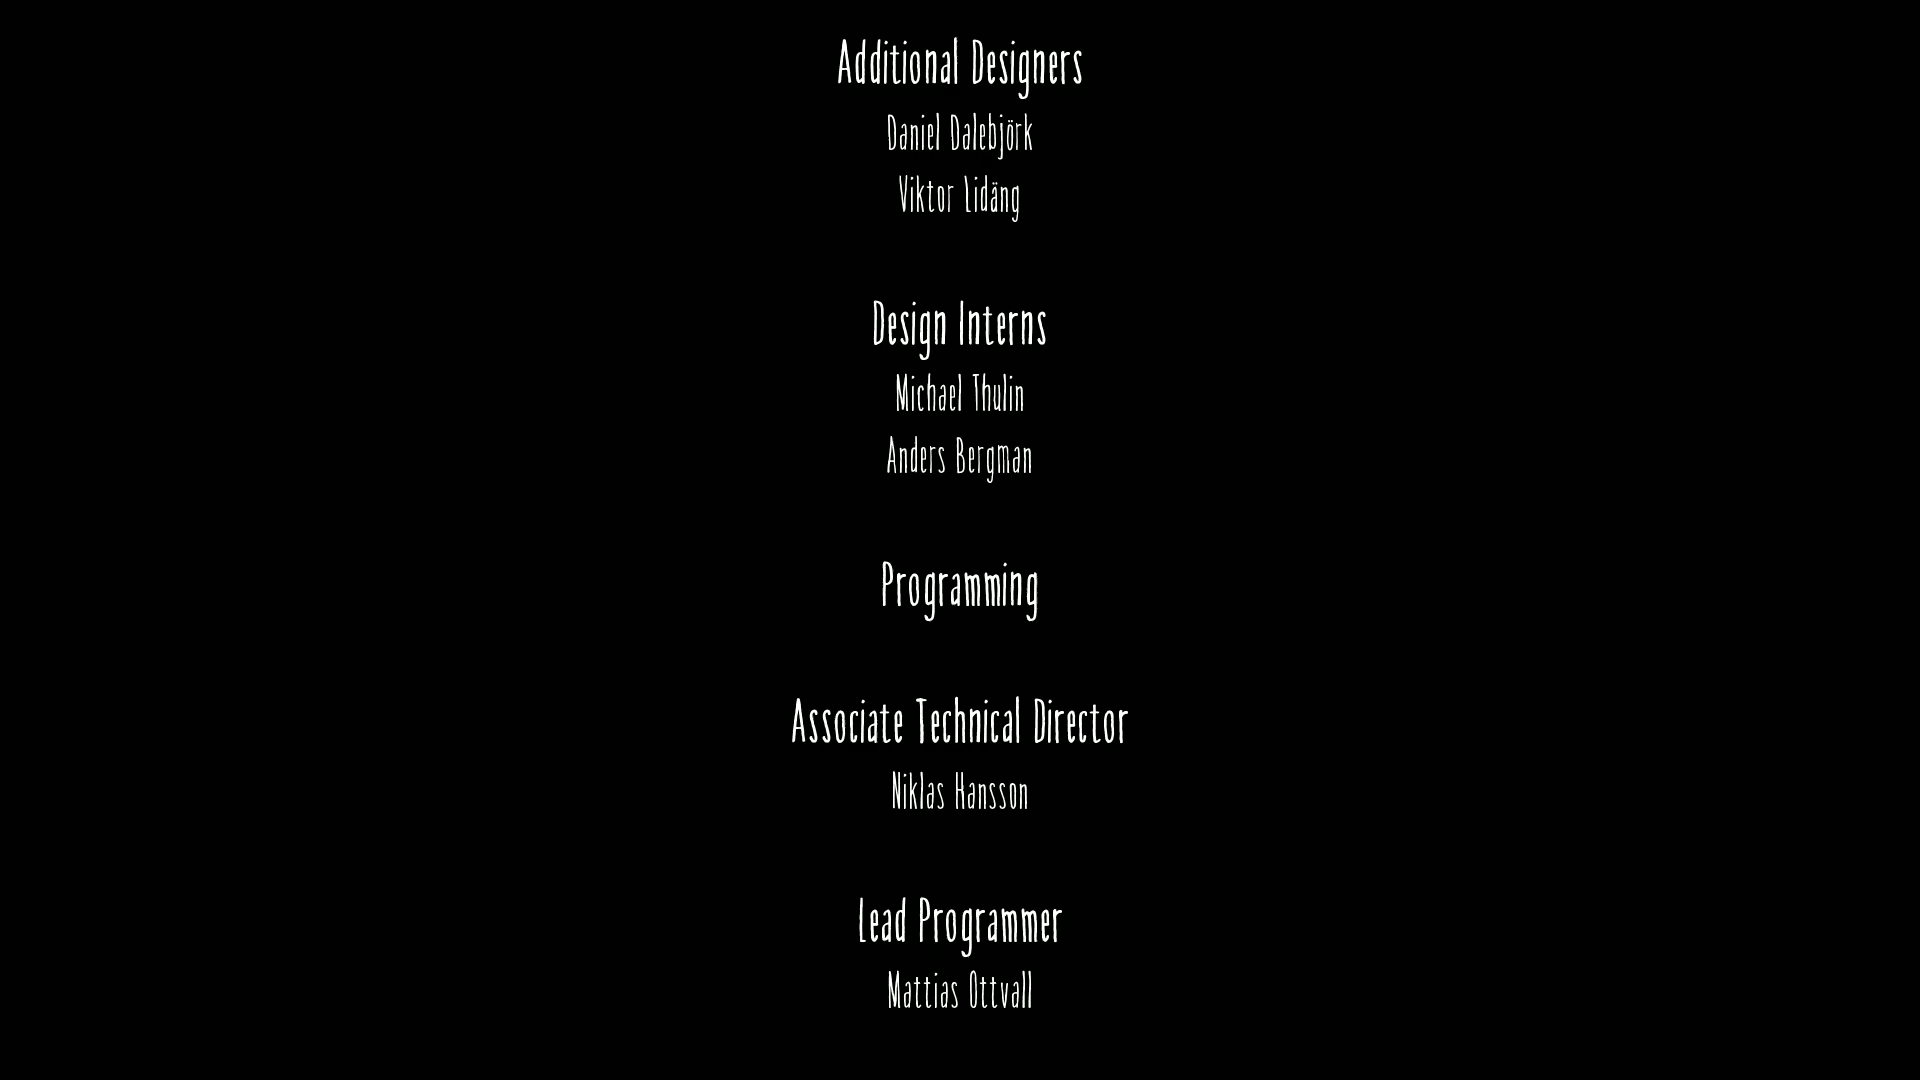 Additional Designers
Daniel Dalebjörk
Viktor Lidäng
Design Interns
Michael Thulin
Anders Bergman
Programming
Associate Technical Director
Niklas Hansson
Lead Programmer
Mattias Ottvall